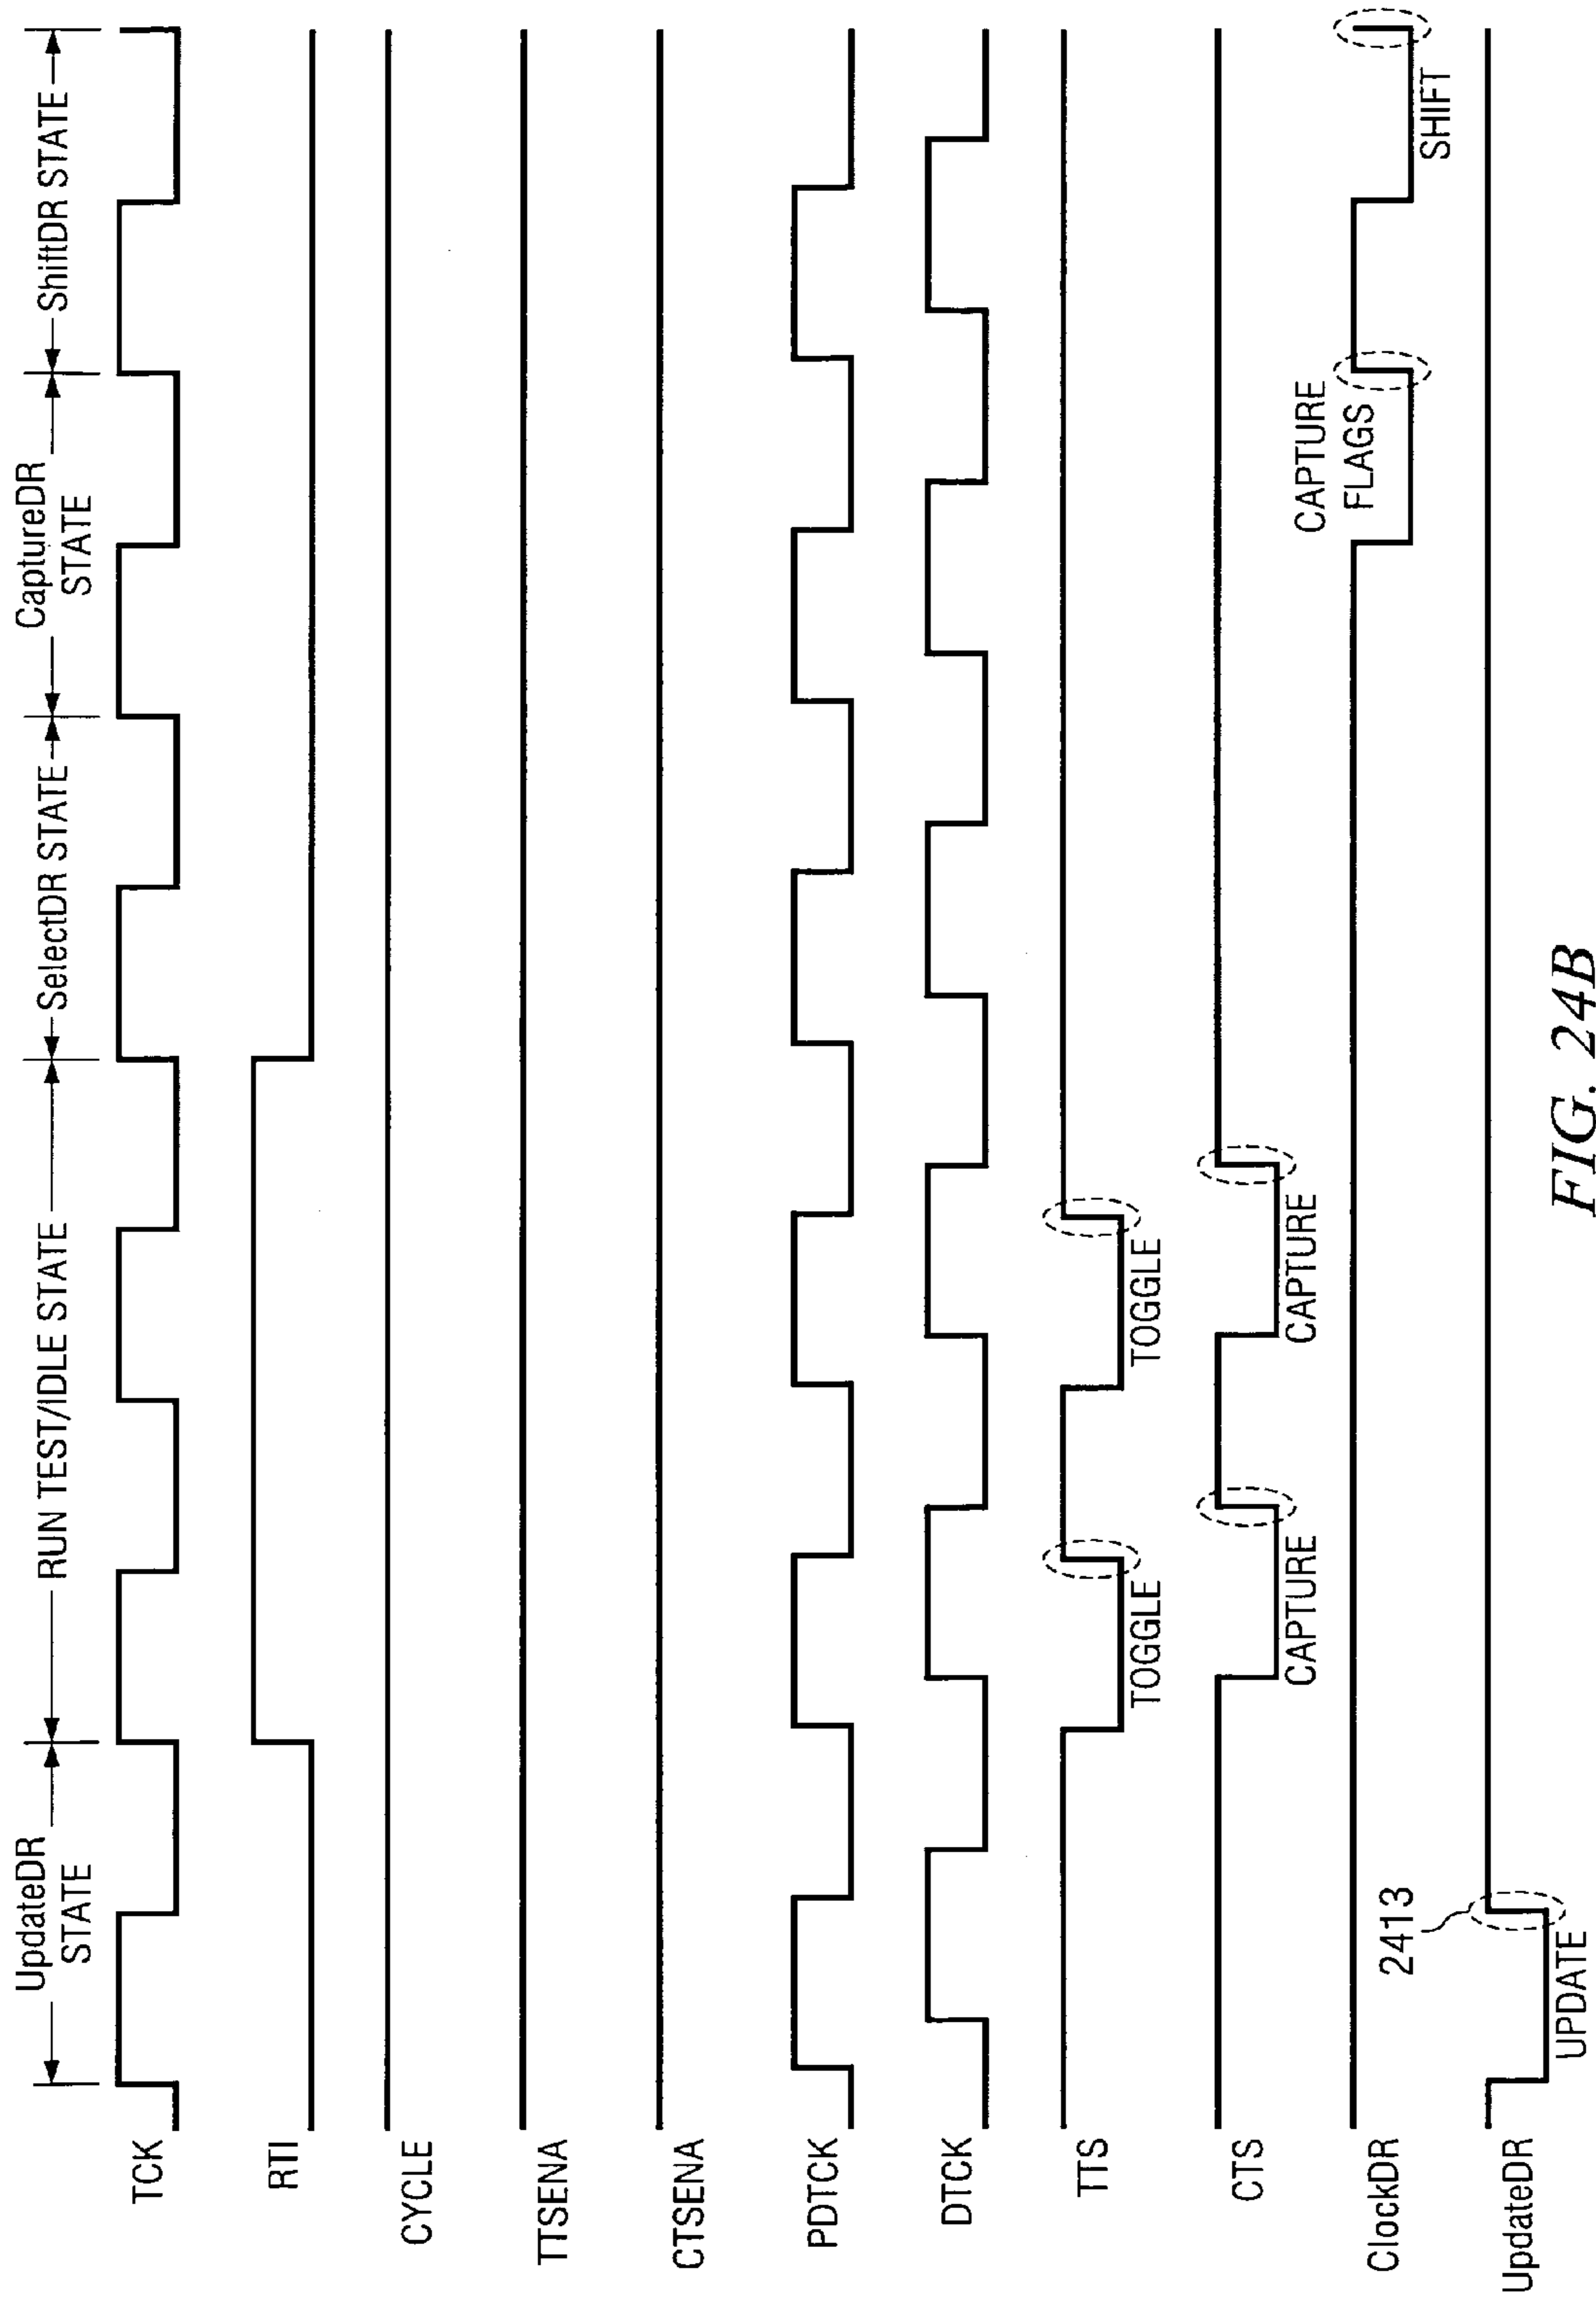 UpdateDR
STATE
RUN TEST/IDLE STATE
SelectDR STATE
CaptureDR
STATE
ShiftDR STATE
TCK
RTI
CYCLE
TTSENA
CTSENA
PDTCK
DTCK
TTS
TOGGLE
TOGGLE
CTS
CAPTURE
CAPTURE
ClockDR
CAPTURE
FLAGS
SHIFT
UpdateDR
2413
UPDATE
FIG. 24B